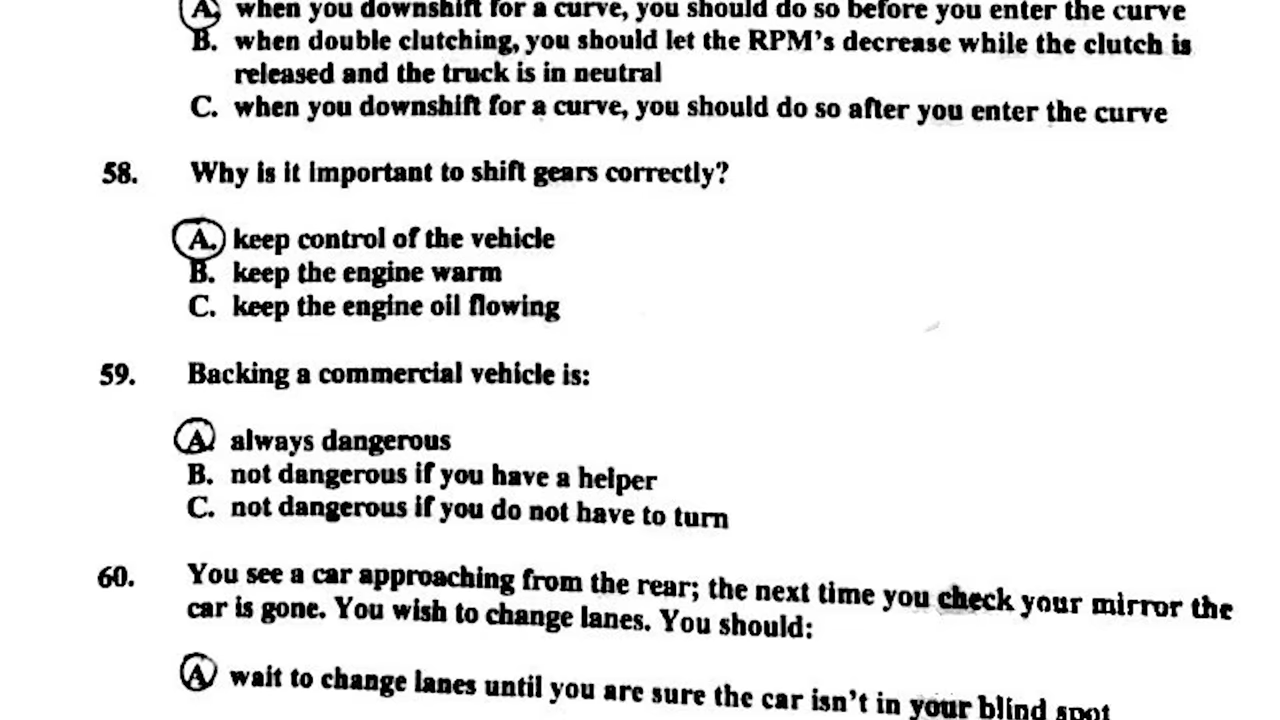 A. when you downshift for a curve, you should do so before you enter the curve
B. when double clutching, you should let the RPM's decrease while the clutch is
released and the truck is in neutral
C. when you downshift for a curve, you should do so after you enter the curve
58. Why is it important to shift gears correctly?
A. keep control of the vehicle
B. keep the engine warm
C. keep the engine oil flowing
59. Backing a commercial vehicle is:
A. always dangerous
B. not dangerous if you have a helper
C. not dangerous if you do not have to turn
60. You see a car approaching from the rear; the next time you check your mirror the
car is gone. You wish to change lanes. You should:
A wait to change lanes until you are sure the car isn't in your blind spot